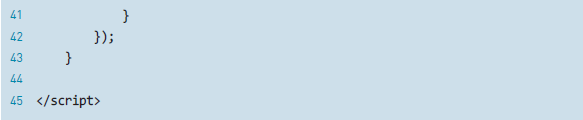 41             }
42         });
43     }
44
45 </script>